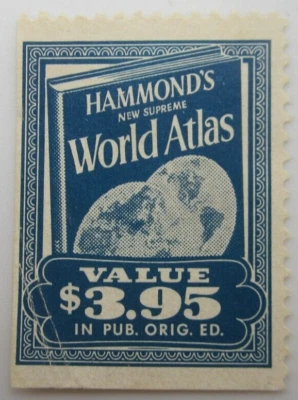 HAMMOND'S
NEW SUPREME
World Atlas
VALUE
$3.95
IN PUB. ORIG. ED.